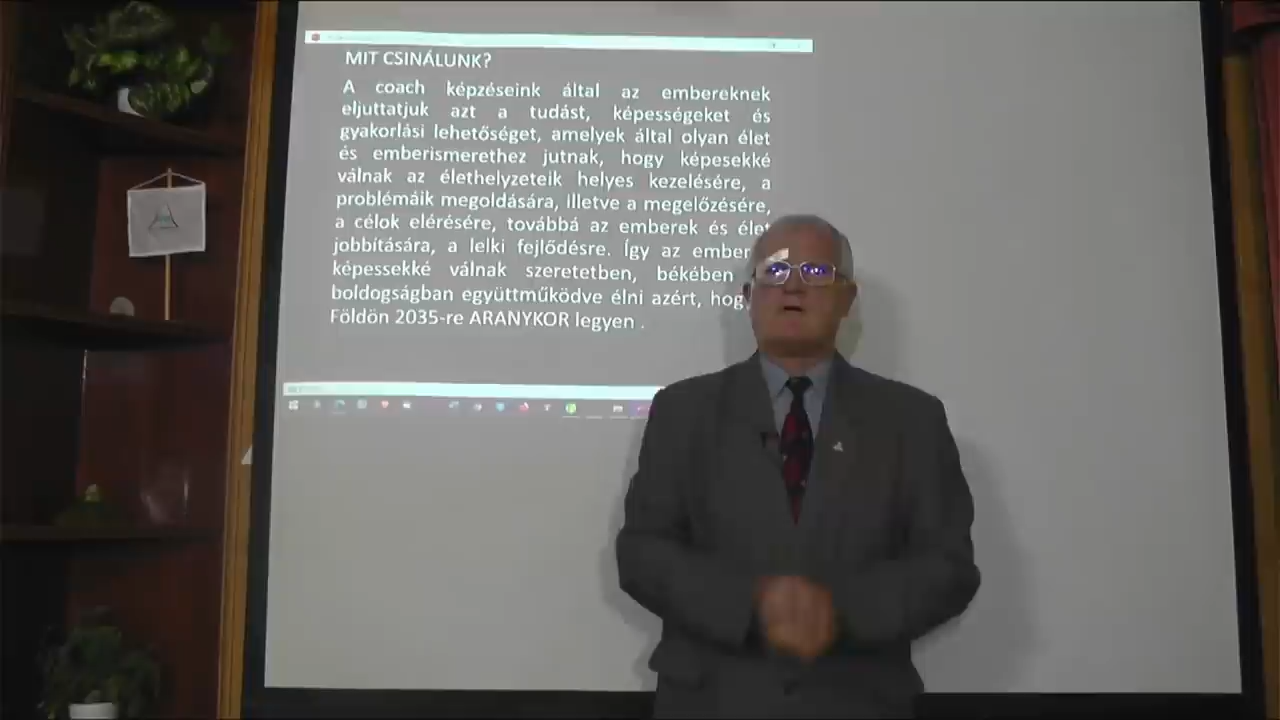 MIT CSINÁLUNK?
A coach képzéseink által az embereknek
eljuttatjuk azt a tudást, képességeket és
gyakorlási lehetőséget, amelyek által olyan élet
és emberismerethez jutnak, hogy képesekké
válnak az élethelyzeteik helyes kezelésére, a
problémáik megoldására, illetve a megelőzésére,
a célok elérésére, továbbá az emberek és élet
jobbítására, a lelki fejlődésre. Így az ember
képessekké válnak szeretetben, békében
boldogságban együttműködve élni azért, hog
Földön 2035-re ARANYKOR legyen .